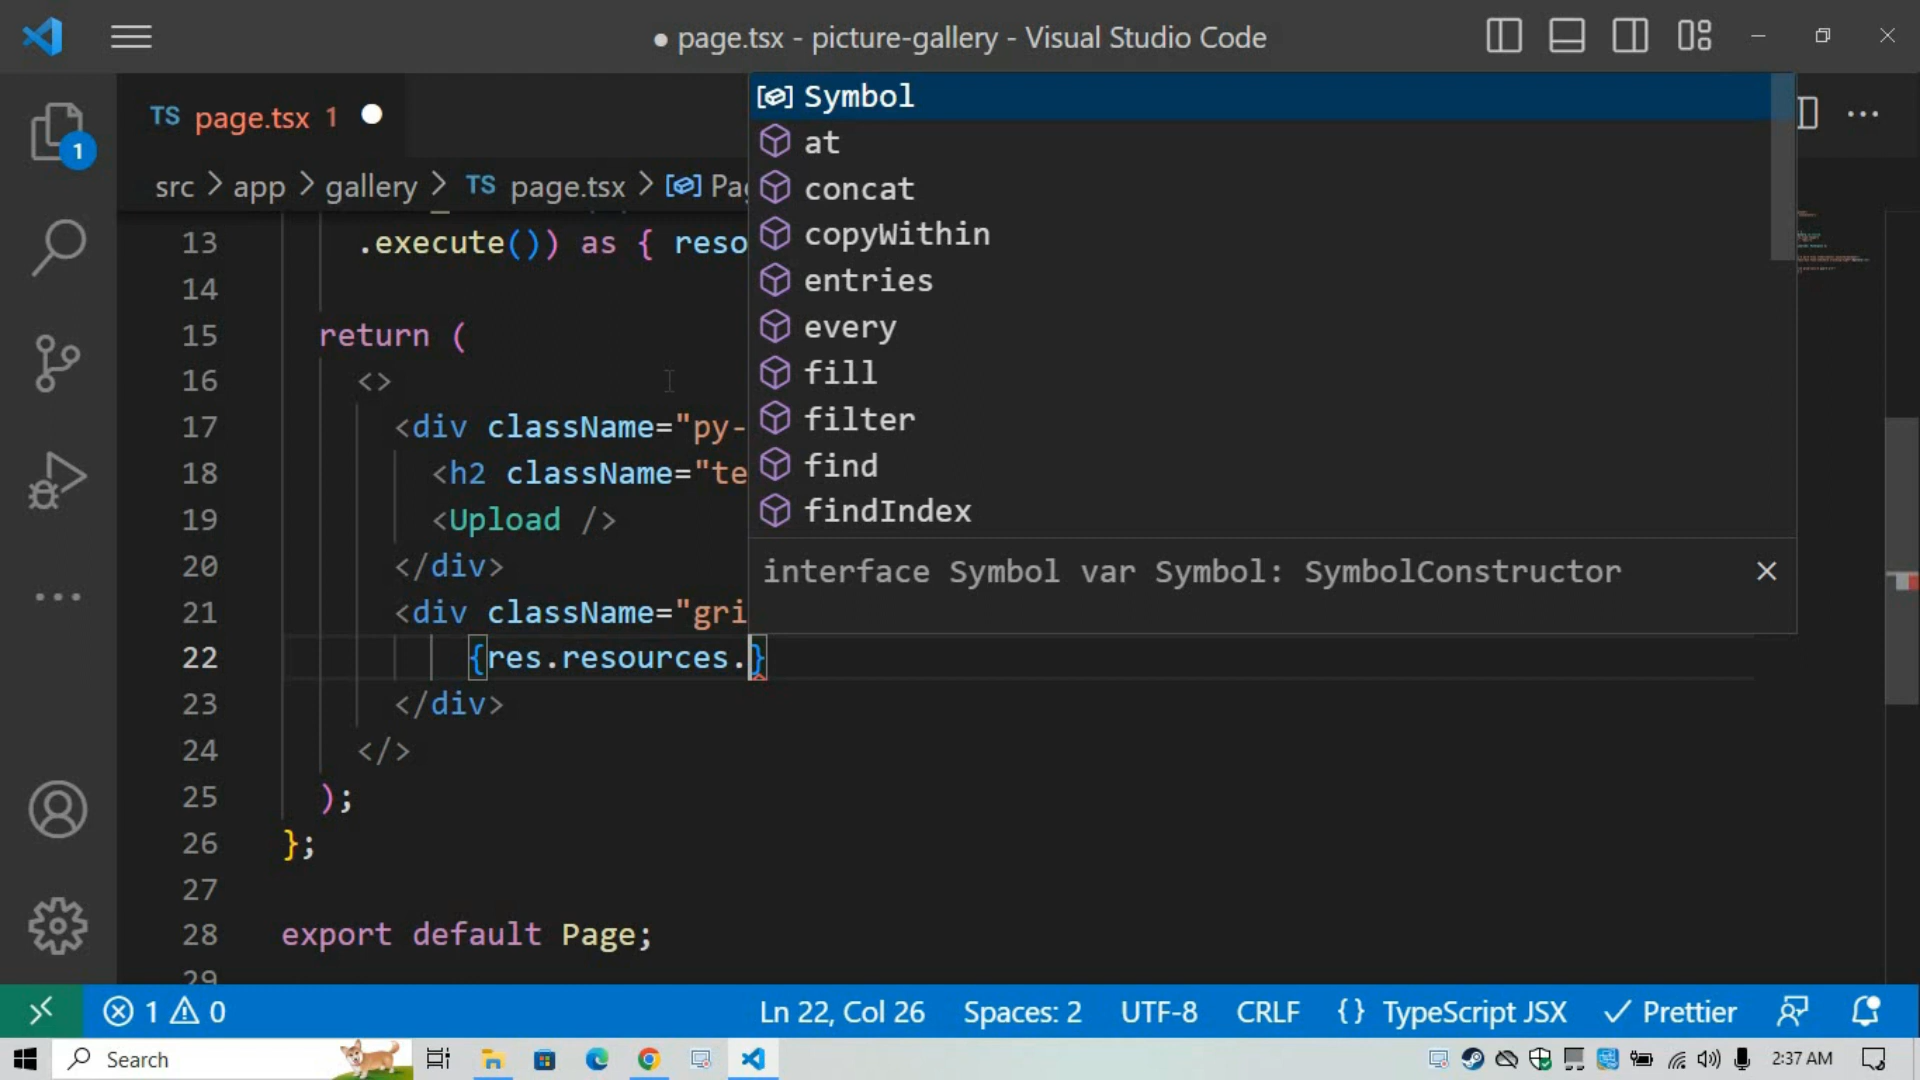 page.tsx - picture-gallery - Visual Studio Code
1
TS page.tsx 1
src > app > gallery > TS page.tsx > Pag
13 .execute()) as { reso
14
15 return (
16 <>
17 <div className="py-
18 <h2 className="te
19 <Upload />
20 </div>
21 <div className="gri
22 {res.resources.}
23 </div>
24 </>
25 );
26 };
27
28 export default Page;
29
Symbol
at
concat
copyWithin
entries
every
fill
filter
find
findIndex
interface Symbol var Symbol: SymbolConstructor
1 0 Ln 22, Col 26 Spaces: 2 UTF-8 CRLF {} TypeScript JSX Prettier
Search 2:37 AM